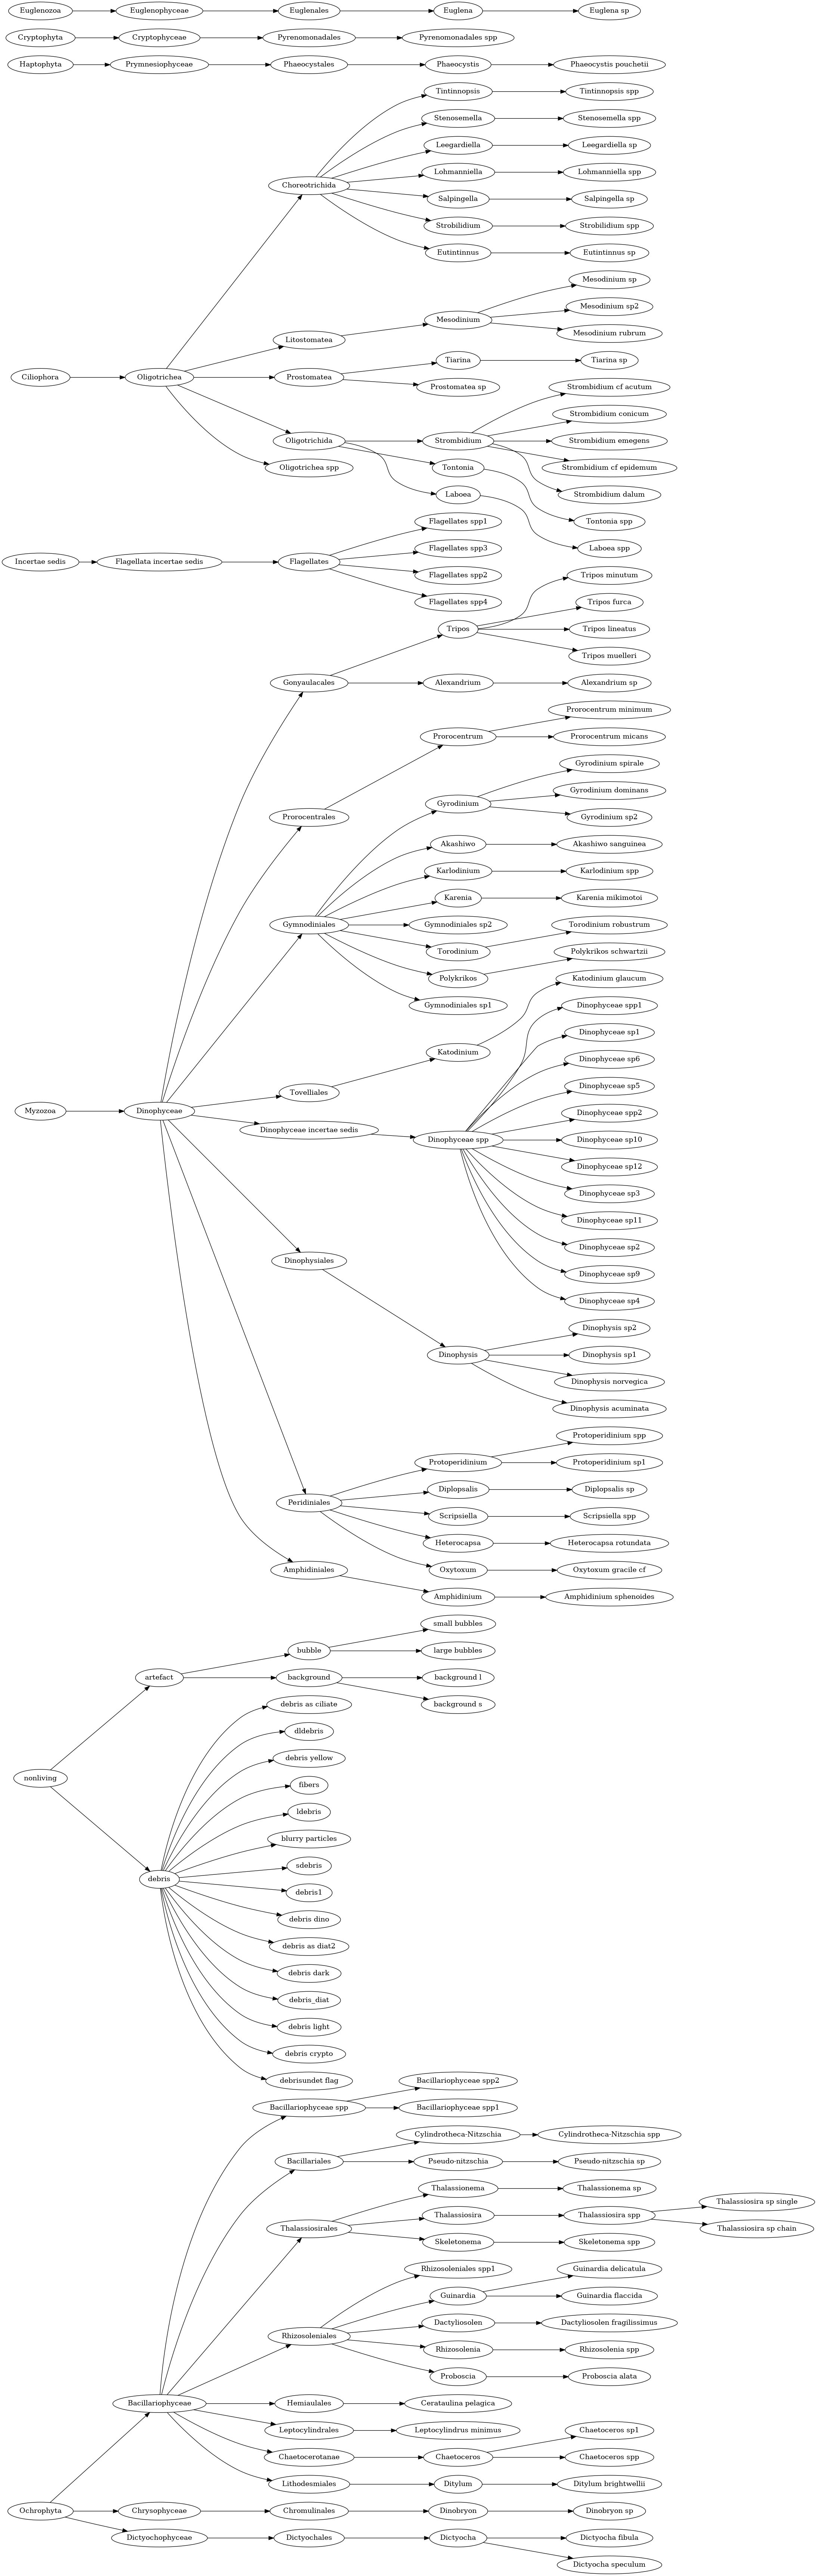 Euglenozoa
Euglenophyceae
Euglenales
Euglena
Euglena sp
Cryptophyta
Cryptophyceae
Pyrenomonadales
Pyrenomonadales spp
Haptophyta
Prymnesiophyceae
Phaeocystales
Phaeocystis
Phaeocystis pouchetii
Tintinnopsis
Tintinnopsis spp
Stenosemella
Stenosemella spp
Leegardiella
Leegardiella sp
Lohmanniella
Lohmanniella spp
Choreotrichida
Salpingella
Salpingella sp
Strobilidium
Strobilidium spp
Eutintinnus
Eutintinnus sp
Mesodinium sp
Mesodinium sp2
Mesodinium
Mesodinium rubrum
Litostomatea
Tiarina
Tiarina sp
Ciliophora
Oligotrichea
Prostomatea
Prostomatea sp
Strombidium cf acutum
Strombidium conicum
Oligotrichida
Strombidium
Strombidium emegens
Oligotrichea spp
Tontonia
Strombidium cf epidemum
Laboea
Strombidium dalum
Tontonia spp
Laboea spp
Flagellates spp1
Flagellates spp3
Incertae sedis
Flagellata incertae sedis
Flagellates
Flagellates spp2
Flagellates spp4
Tripos minutum
Tripos furca
Tripos
Tripos lineatus
Tripos muelleri
Gonyaulacales
Alexandrium
Alexandrium sp
Prorocentrum minimum
Prorocentrum
Prorocentrum micans
Gyrodinium spirale
Gyrodinium dominans
Gyrodinium
Gyrodinium sp2
Prorocentrales
Akashiwo
Akashiwo sanguinea
Karlodinium
Karlodinium spp
Karenia
Karenia mikimotoi
Gymnodiniales
Gymnodiniales sp2
Torodinium robustrum
Torodinium
Polykrikos schwartzii
Polykrikos
Katodinium glaucum
Gymnodiniales sp1
Dinophyceae spp1
Dinophyceae sp1
Katodinium
Dinophyceae sp6
Tovelliales
Dinophyceae sp5
Myzozoa
Dinophyceae
Dinophyceae spp2
Dinophyceae incertae sedis
Dinophyceae spp
Dinophyceae sp10
Dinophyceae sp12
Dinophyceae sp3
Dinophyceae sp11
Dinophyceae sp2
Dinophysiales
Dinophyceae sp9
Dinophyceae sp4
Dinophysis sp2
Dinophysis
Dinophysis sp1
Dinophysis norvegica
Dinophysis acuminata
Protoperidinium spp
Protoperidinium
Protoperidinium sp1
Diplopsalis
Diplopsalis sp
Peridiniales
Scripsiella
Scripsiella spp
Heterocapsa
Heterocapsa rotundata
Oxytoxum
Oxytoxum gracile cf
Amphidiniales
Amphidinium
Amphidinium sphenoides
small bubbles
bubble
large bubbles
artefact
background
background l
background s
debris as ciliate
dldebris
debris yellow
nonliving
fibers
ldebris
blurry particles
sdebris
debris
debris1
debris dino
debris as diat2
debris dark
debris_diat
debris light
debris crypto
debrisundet flag
Bacillariophyceae spp2
Bacillariophyceae spp
Bacillariophyceae spp1
Cylindrotheca-Nitzschia
Cylindrotheca-Nitzschia spp
Bacillariales
Pseudo-nitzschia
Pseudo-nitzschia sp
Thalassionema
Thalassionema sp
Thalassiosira sp single
Thalassiosirales
Thalassiosira
Thalassiosira spp
Thalassiosira sp chain
Skeletonema
Skeletonema spp
Rhizosoleniales spp1
Guinardia delicatula
Guinardia
Guinardia flaccida
Rhizosoleniales
Dactyliosolen
Dactyliosolen fragilissimus
Rhizosolenia
Rhizosolenia spp
Proboscia
Proboscia alata
Bacillariophyceae
Hemiaulales
Cerataulina pelagica
Leptocylindrales
Leptocylindrus minimus
Chaetoceros sp1
Chaetocerotanae
Chaetoceros
Chaetoceros spp
Lithodesmiales
Ditylum
Ditylum brightwellii
Ochrophyta
Chrysophyceae
Chromulinales
Dinobryon
Dinobryon sp
Dictyochophyceae
Dictyochales
Dictyocha
Dictyocha fibula
Dictyocha speculum